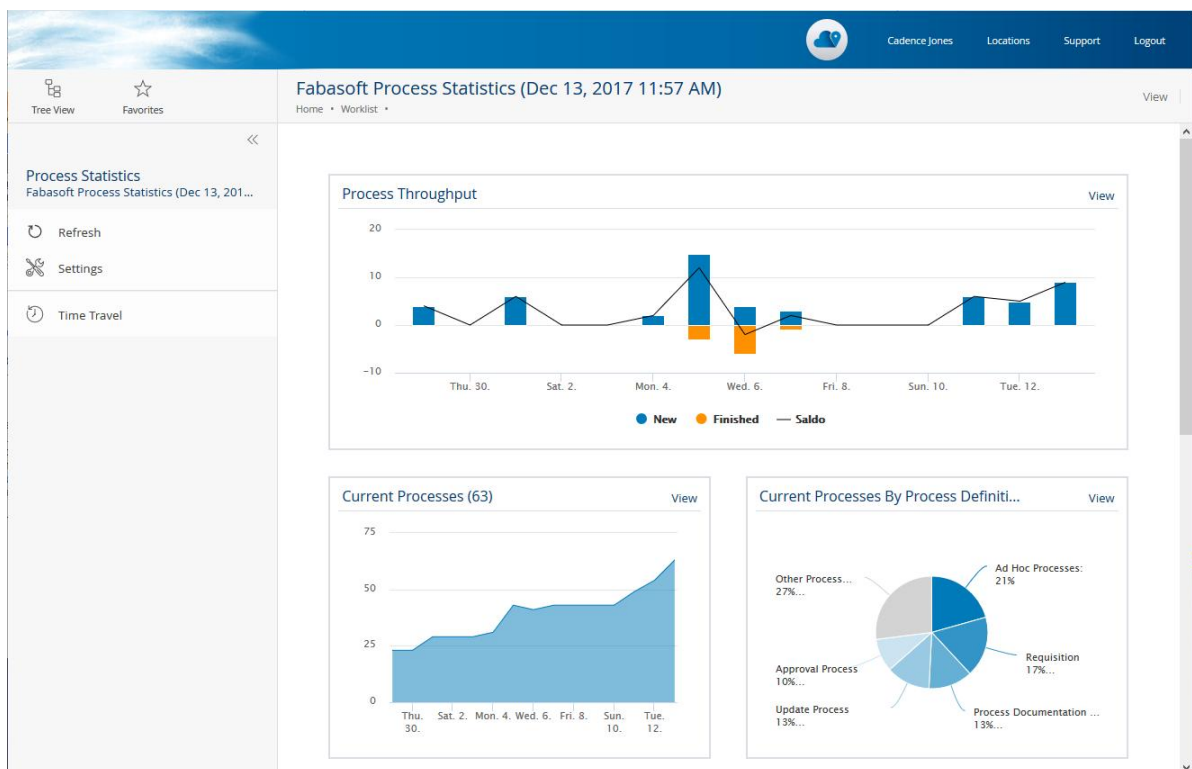 Cadence Jones Locations Support Logout
Tree View Favorites
Fabasoft Process Statistics (Dec 13, 2017 11:57 AM)
Home • Worklist •
View
Process Statistics
Fabasoft Process Statistics (Dec 13, 201...
Refresh
Settings
Time Travel
Process Throughput View
20
10
0
-10
Thu. 30. Sat. 2. Mon. 4. Wed. 6. Fri. 8. Sun. 10. Tue. 12.
New Finished Saldo
Current Processes (63) View
75
50
25
0
Thu. 30. Sat. 2. Mon. 4. Wed. 6. Fri. 8. Sun. 10. Tue. 12.
Current Processes By Process Definiti... View
Ad Hoc Processes:
21%
Other Process...
27%...
Requisition
17%...
Approval Process
10%...
Update Process
13%...
Process Documentation ...
13%...